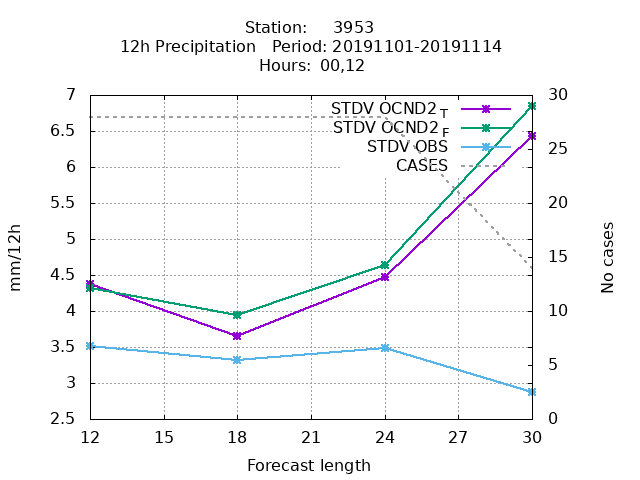 Station: 3953
12h Precipitation Period: 20191101-20191114
Hours: 00,12
STDV OCND2 T
STDV OCND2 F
STDV OBS
CASES
7
6.5
6
5.5
5
4.5
4
3.5
3
2.5
30
25
20
15
10
5
0
mm/12h
No cases
12 15 18 21 24 27 30
Forecast length